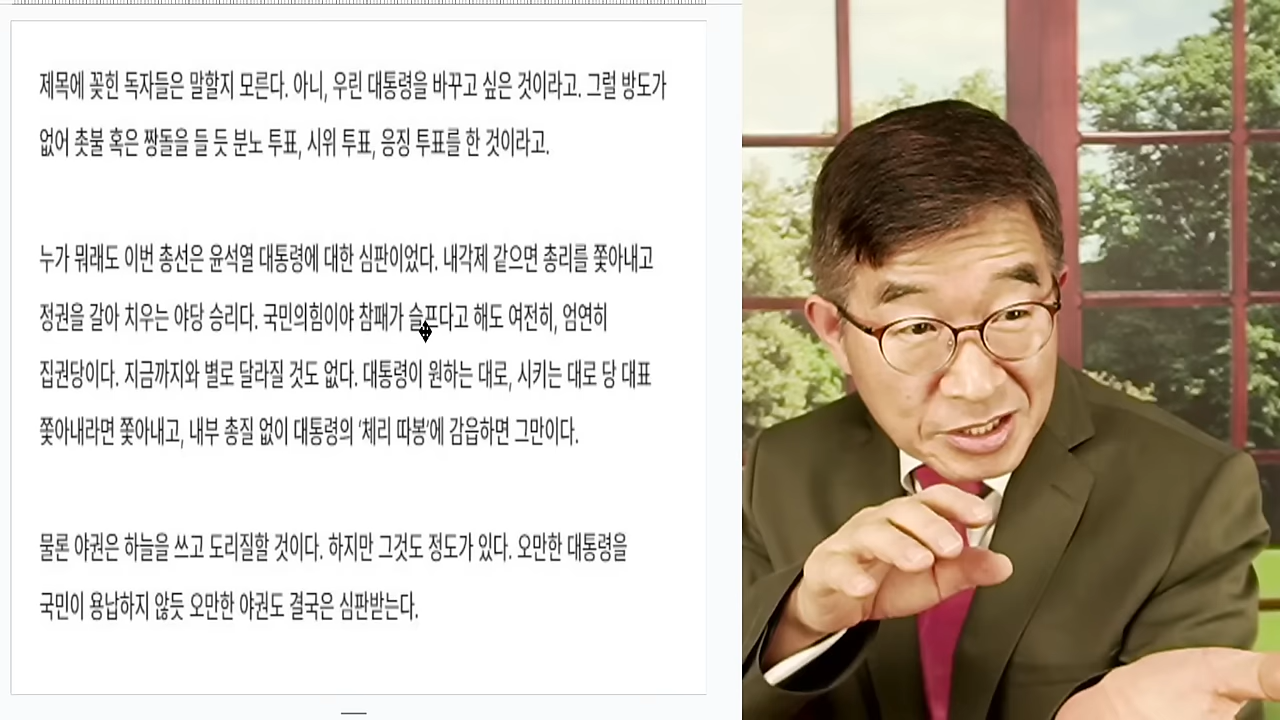 제목에 꽂힌 독자들은 말할지 모른다. 아니, 우린 대통령을 바꾸고 싶은 것이라고. 그럴 방도가
없어 촛불 혹은 짱돌을 들 듯 분노 투표, 시위 투표, 응징 투표를 한 것이라고.
누가 뭐래도 이번 총선은 윤석열 대통령에 대한 심판이었다. 내각제 같으면 총리를 쫓아내고
정권을 갈아 치우는 야당 승리다. 국민의힘이야 참패가 슬프다고 해도 여전히, 엄연히
집권당이다. 지금까지와 별로 달라질 것도 없다. 대통령이 원하는 대로, 시키는 대로 당 대표
쫓아내라면 쫓아내고, 내부 총질 없이 대통령의 ‘체리 따봉’에 감읍하면 그만이다.
물론 야권은 하늘을 쓰고 도리질할 것이다. 하지만 그것도 정도가 있다. 오만한 대통령을
국민이 용납하지 않듯 오만한 야권도 결국은 심판받는다.